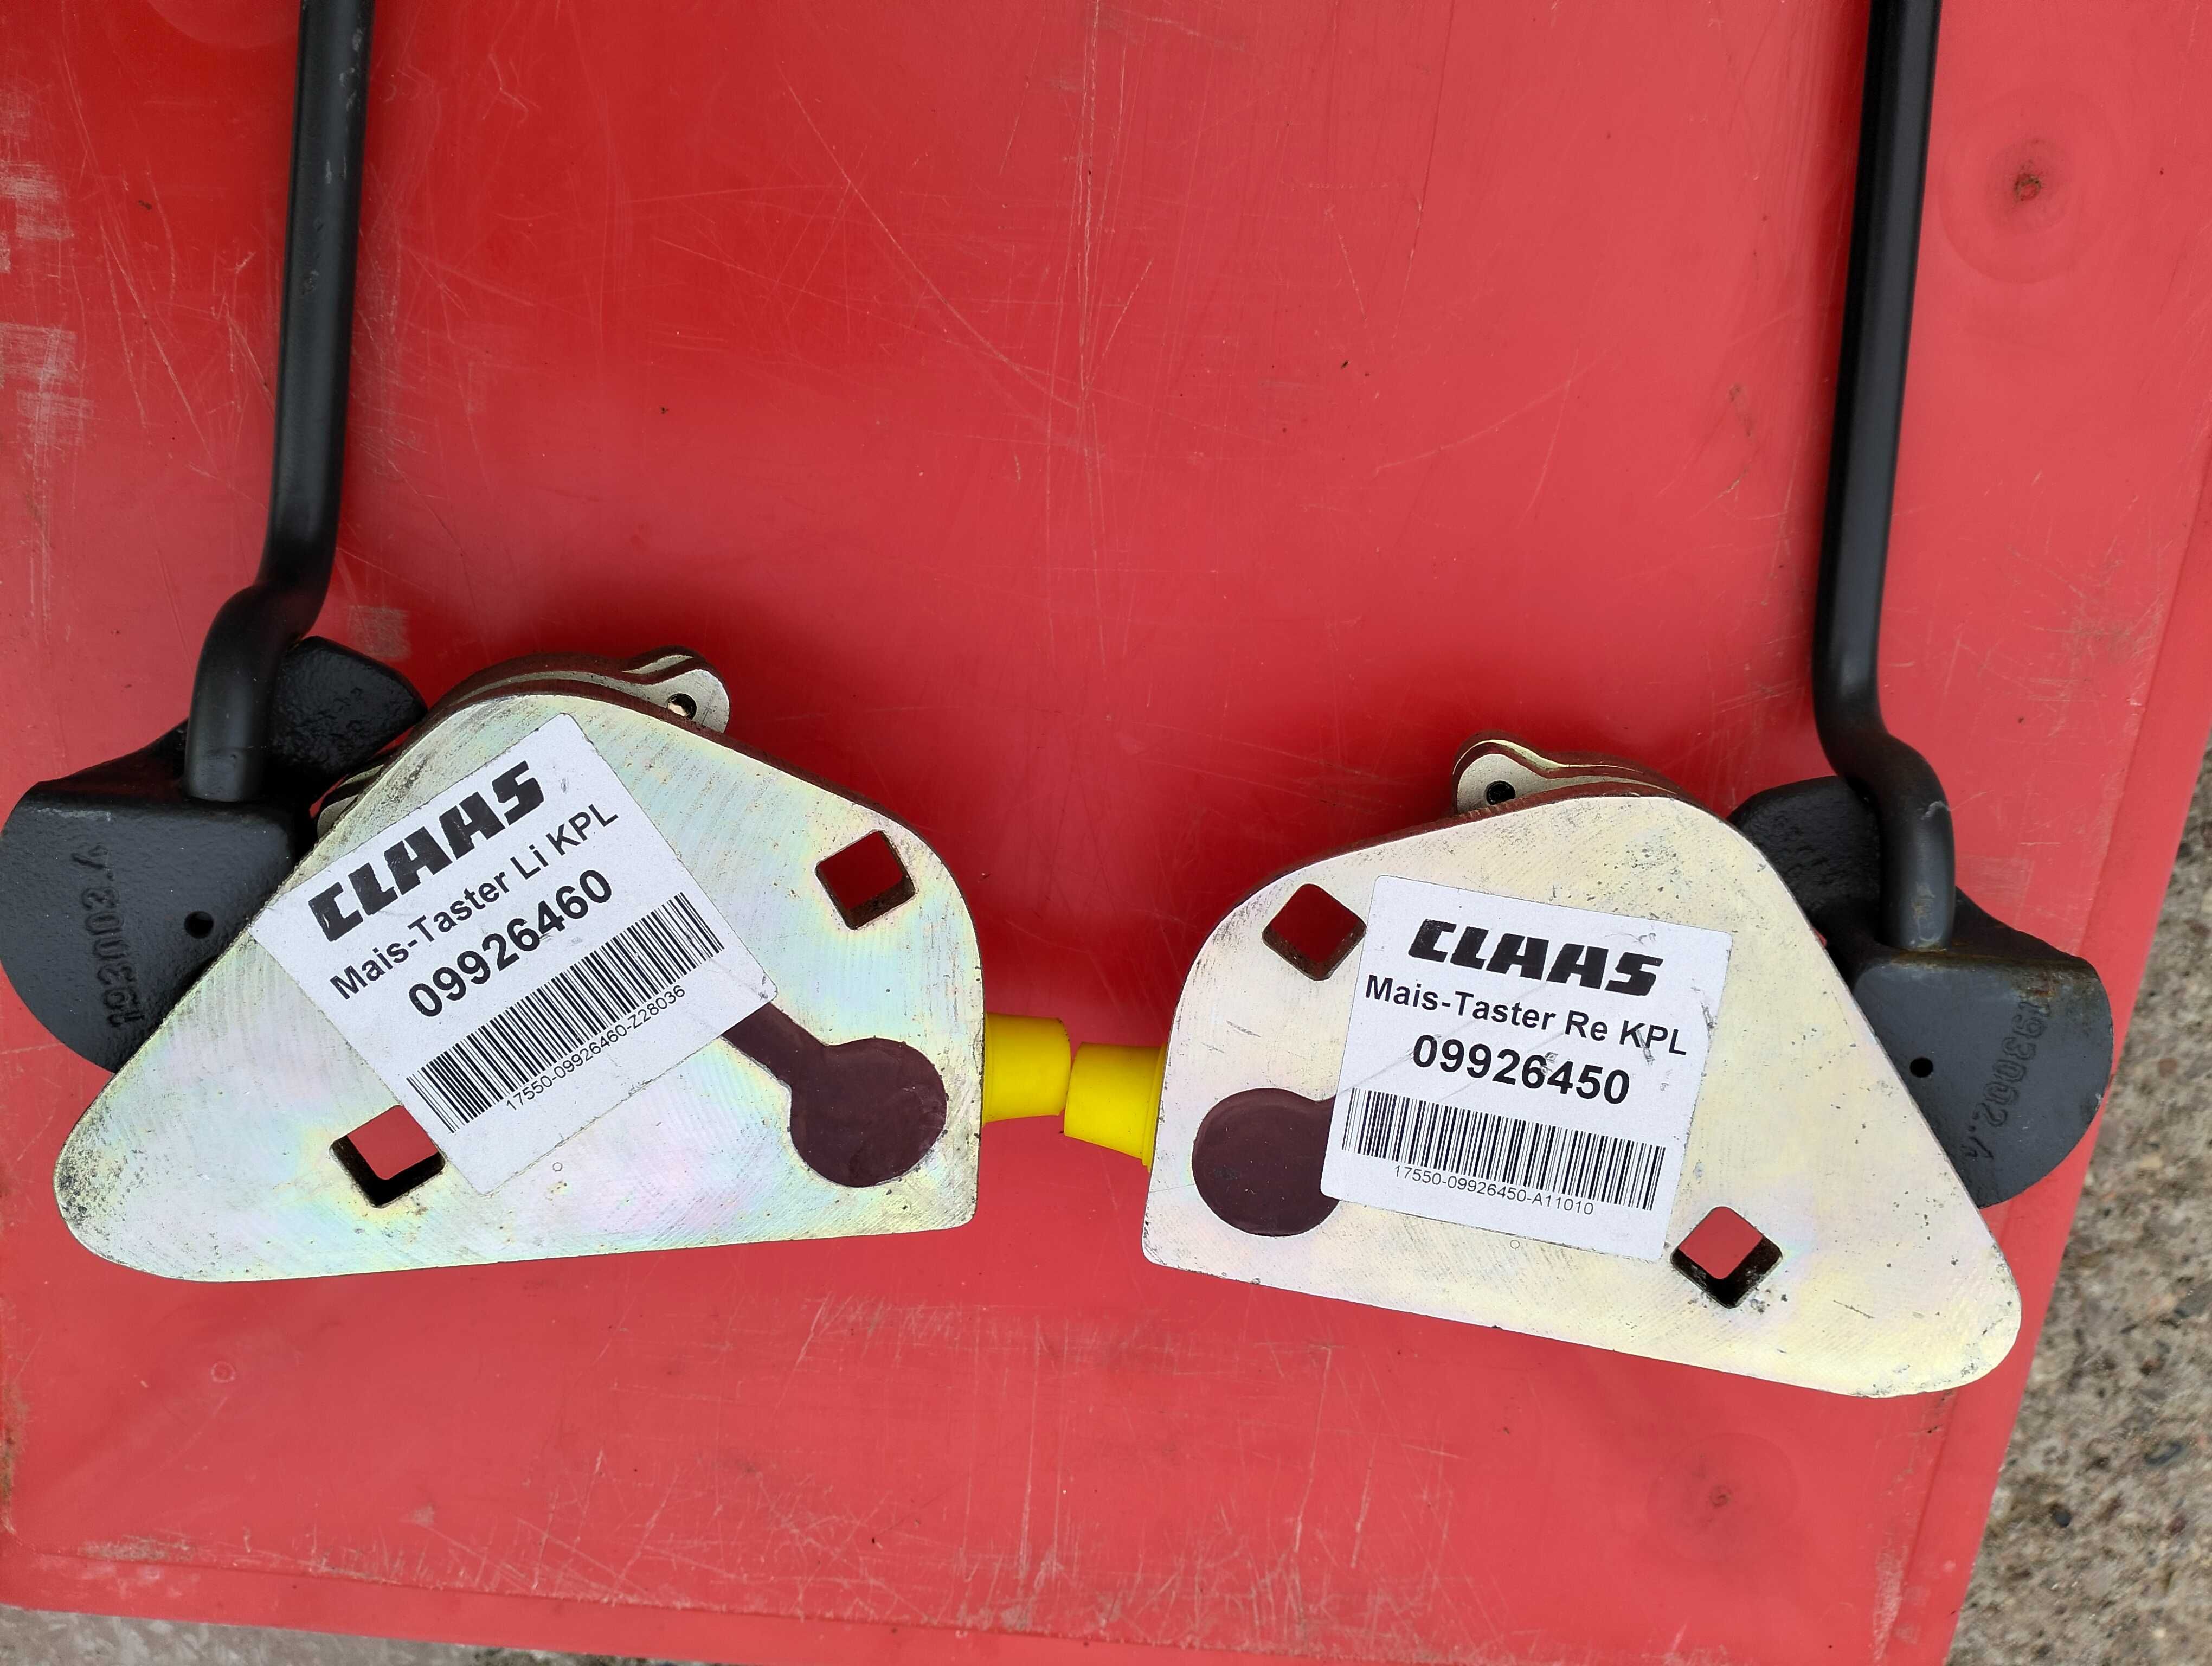 CLAAS
Mais-Taster Li KPL
09926460
17550-09926460-Z28036
CLAAS
Mais-Taster Re KPL
09926450
17550-09926450-A11010